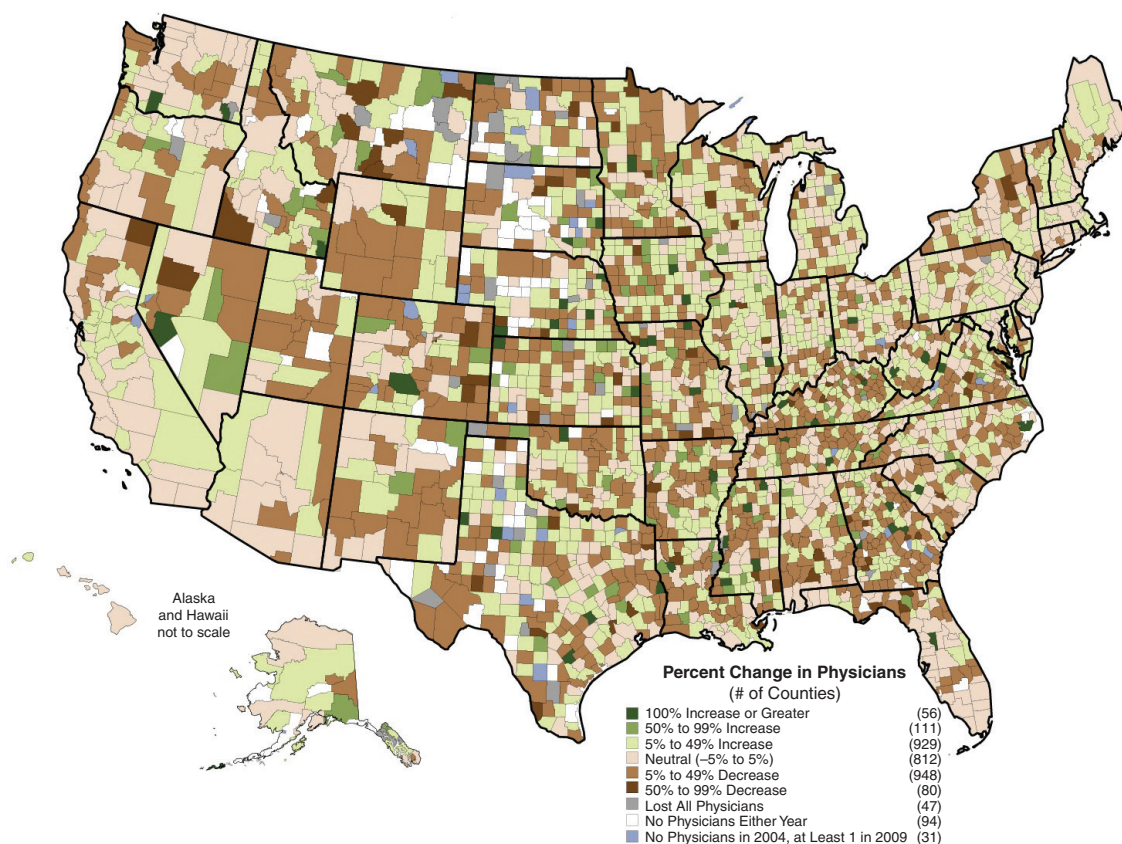 Alaska
and Hawaii
not to scale
Percent Change in Physicians
(# of Counties)
100% Increase or Greater (56)
50% to 99% Increase (111)
5% to 49% Increase (929)
Neutral (–5% to 5%) (812)
5% to 49% Decrease (948)
50% to 99% Decrease (80)
Lost All Physicians (47)
No Physicians Either Year (94)
No Physicians in 2004, at Least 1 in 2009 (31)